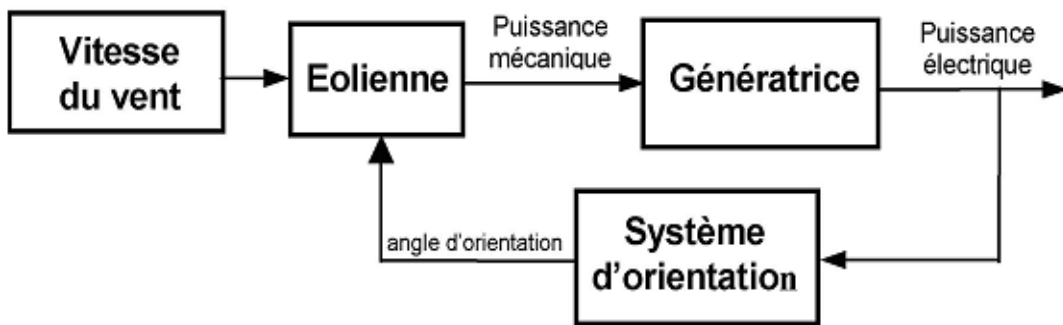 Vitesse
du vent
Eolienne
Puissance
mécanique
Génératrice
Puissance
électrique
angle d'orientation
Système
d'orientation